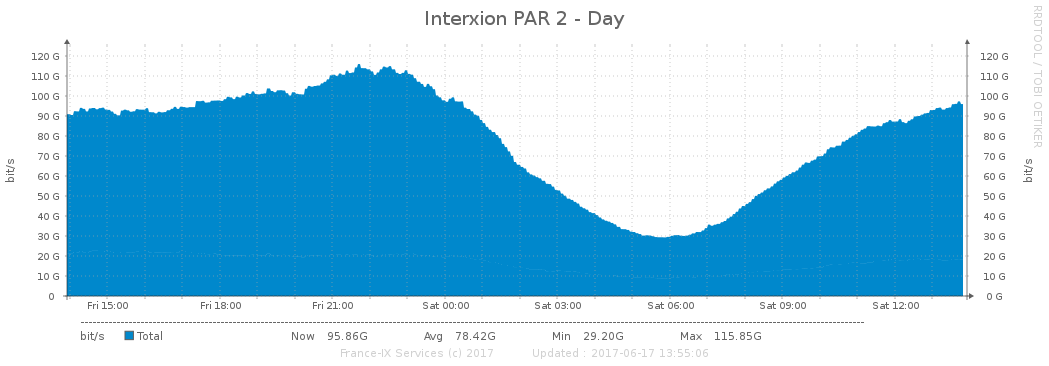 Interxion PAR 2 - Day
RRDTOOL / TOBI OETIKER
bit/s
120 G
110 G
100 G
90 G
80 G
70 G
60 G
50 G
40 G
30 G
20 G
10 G
0
120 G
110 G
100 G
90 G
80 G
70 G
60 G
50 G
40 G
30 G
20 G
10 G
0 G
bit/s
Fri 15:00 Fri 18:00 Fri 21:00 Sat 00:00 Sat 03:00 Sat 06:00 Sat 09:00 Sat 12:00
bit/s Total Now 95.86G Avg 78.42G Min 29.20G Max 115.85G
France-IX Services (c) 2017 Updated : 2017-06-17 13:55:06